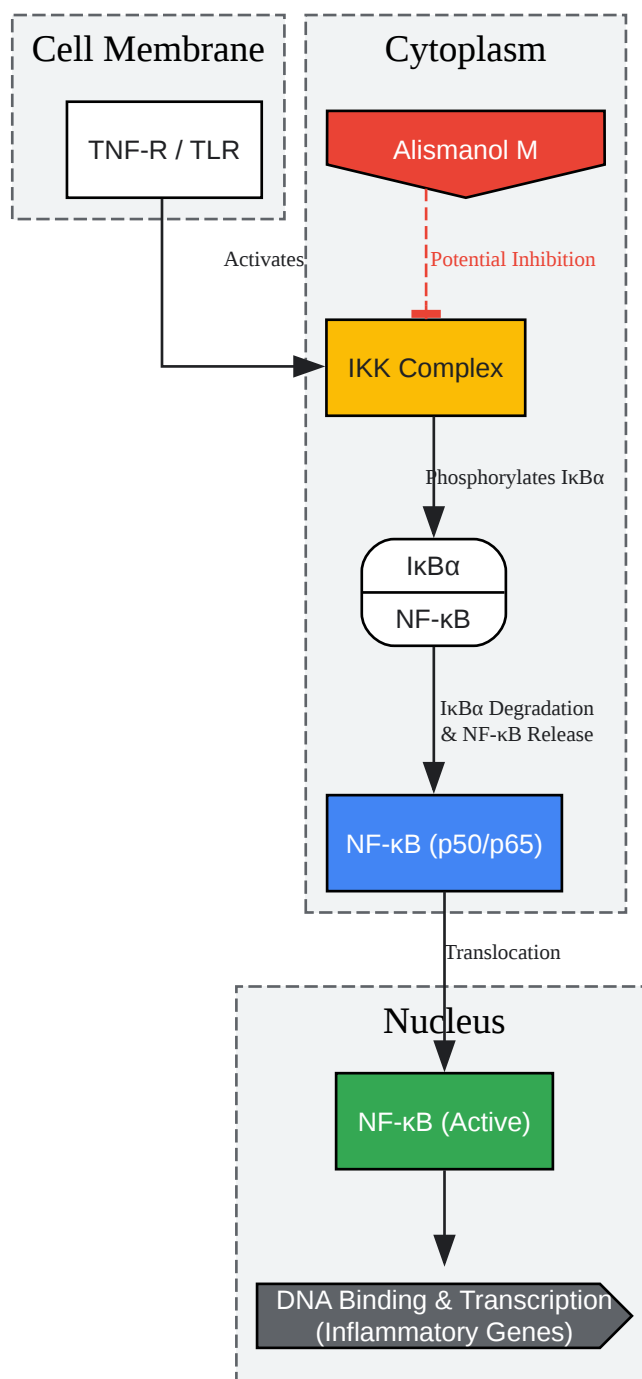 Cell Membrane
Cytoplasm
TNF-R / TLR
Alismanol M
Activates
Potential Inhibition
IKK Complex
Phosphorylates IκBα
IκBα
NF-κB
IκBα Degradation
& NF-κB Release
NF-κB (p50/p65)
Translocation
Nucleus
NF-κB (Active)
DNA Binding & Transcription
(Inflammatory Genes)